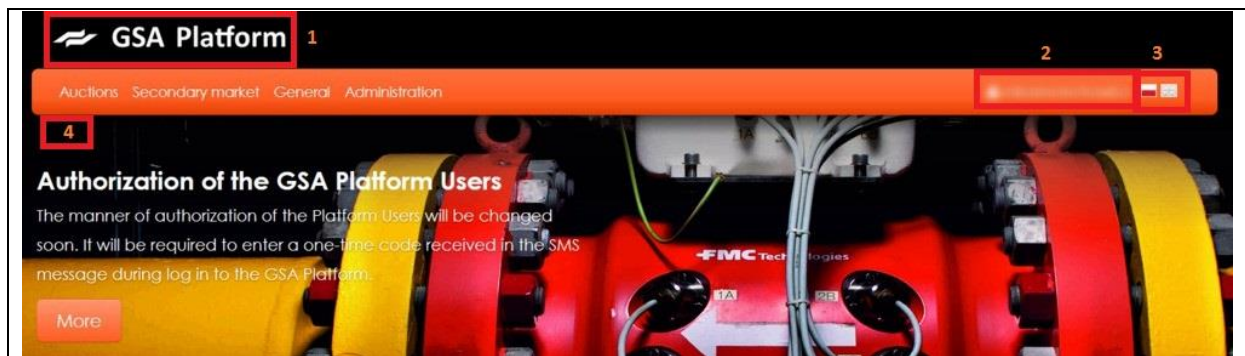 GSA Platform 1
2 3
Auctions Secondary market General Administration
4
1A
Authorization of the GSA Platform Users
The manner of authorization of the Platform Users will be changed
soon. It will be required to enter a one-time code received in the SMS
message during log in to the GSA Platform.
FMC Technologies
1A 2B
More